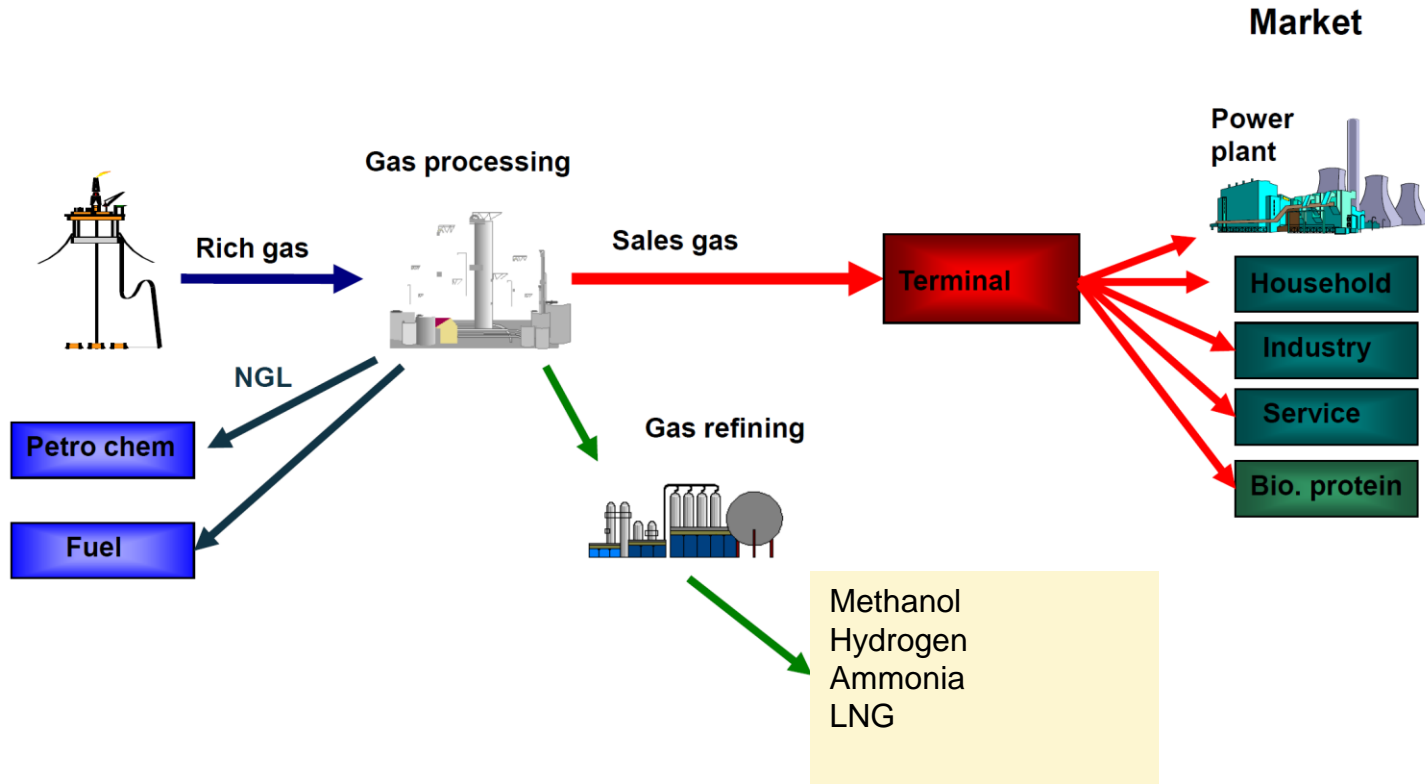 Market
Power
plant
Gas processing
Rich gas
Sales gas
Terminal
Household
Industry
Service
Bio. protein
NGL
Petro chem
Fuel
Gas refining
Methanol
Hydrogen
Ammonia
LNG